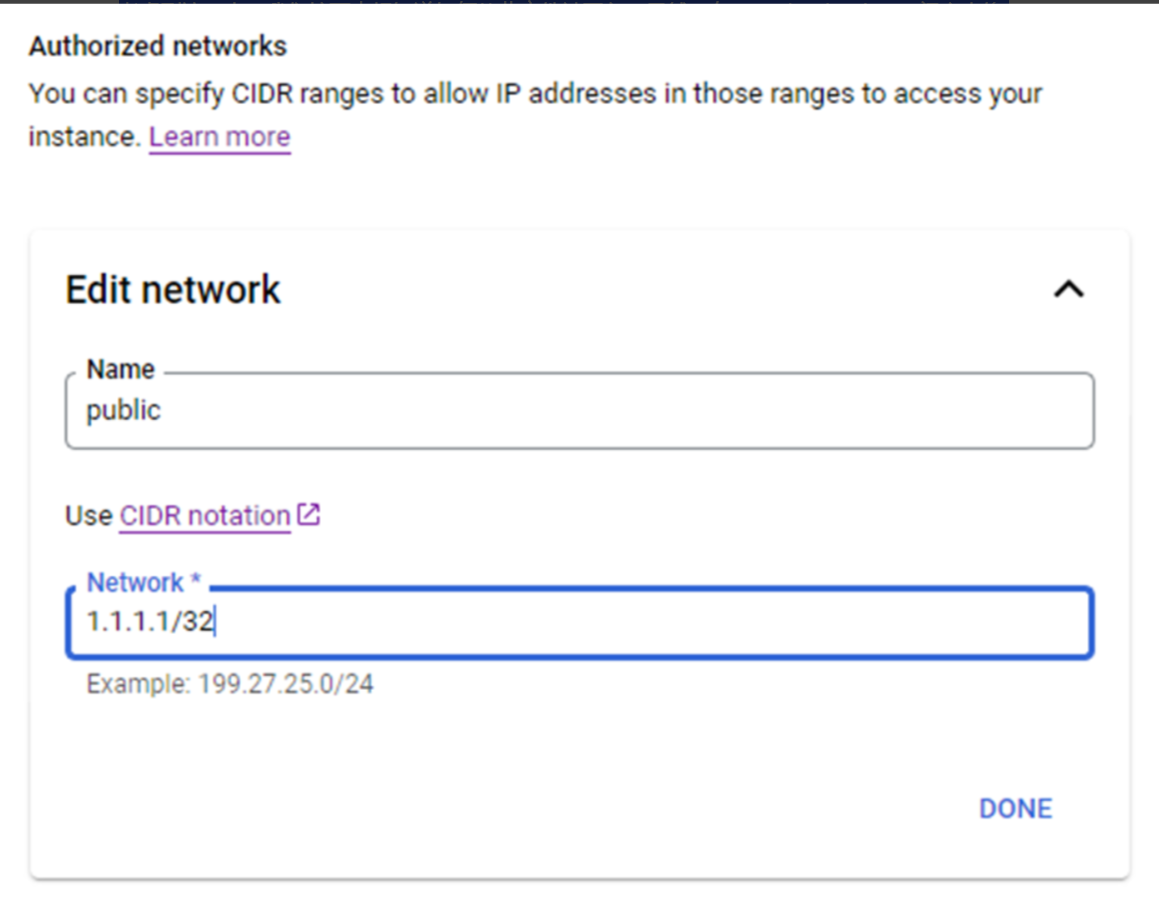 Authorized networks
You can specify CIDR ranges to allow IP addresses in those ranges to access your
instance. Learn more
Edit network
Name
public
Use CIDR notation
Network *
1.1.1.1/32
Example: 199.27.25.0/24
DONE